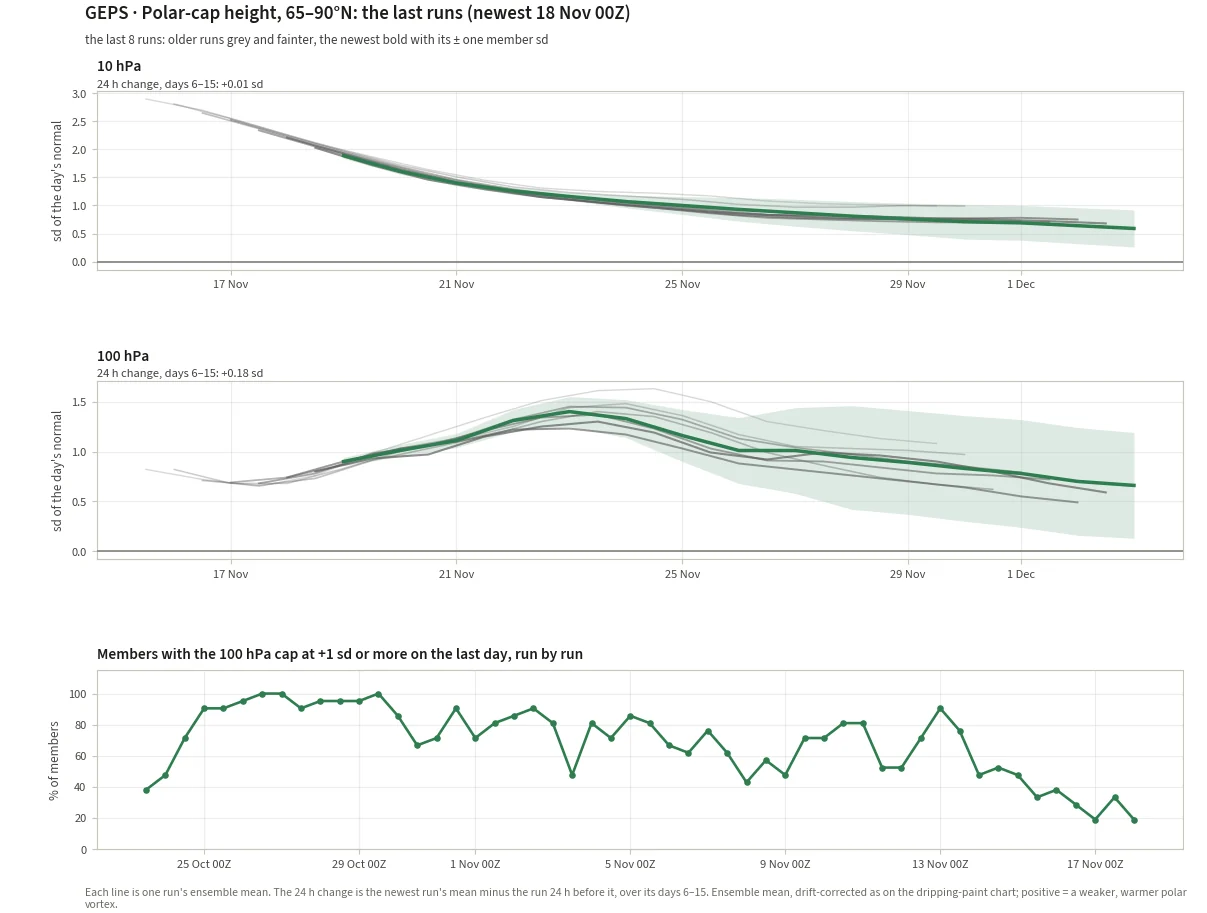 GEPS · Polar-cap height, 65–90°N: the last runs (newest 18 Nov 00Z)
the last 8 runs: older runs grey and fainter, the newest bold with its ± one member sd
10 hPa
24 h change, days 6–15: +0.01 sd
sd of the day's normal
3.0
2.5
2.0
1.5
1.0
0.5
0.0
17 Nov
21 Nov
25 Nov
29 Nov
1 Dec
100 hPa
24 h change, days 6–15: +0.18 sd
sd of the day's normal
1.5
1.0
0.5
0.0
17 Nov
21 Nov
25 Nov
29 Nov
1 Dec
Members with the 100 hPa cap at +1 sd or more on the last day, run by run
% of members
100
80
60
40
20
0
25 Oct 00Z
29 Oct 00Z
1 Nov 00Z
5 Nov 00Z
9 Nov 00Z
13 Nov 00Z
17 Nov 00Z
Each line is one run's ensemble mean. The 24 h change is the newest run's mean minus the run 24 h before it, over its days 6–15. Ensemble mean, drift-corrected as on the dripping-paint chart; positive = a weaker, warmer polar
vortex.